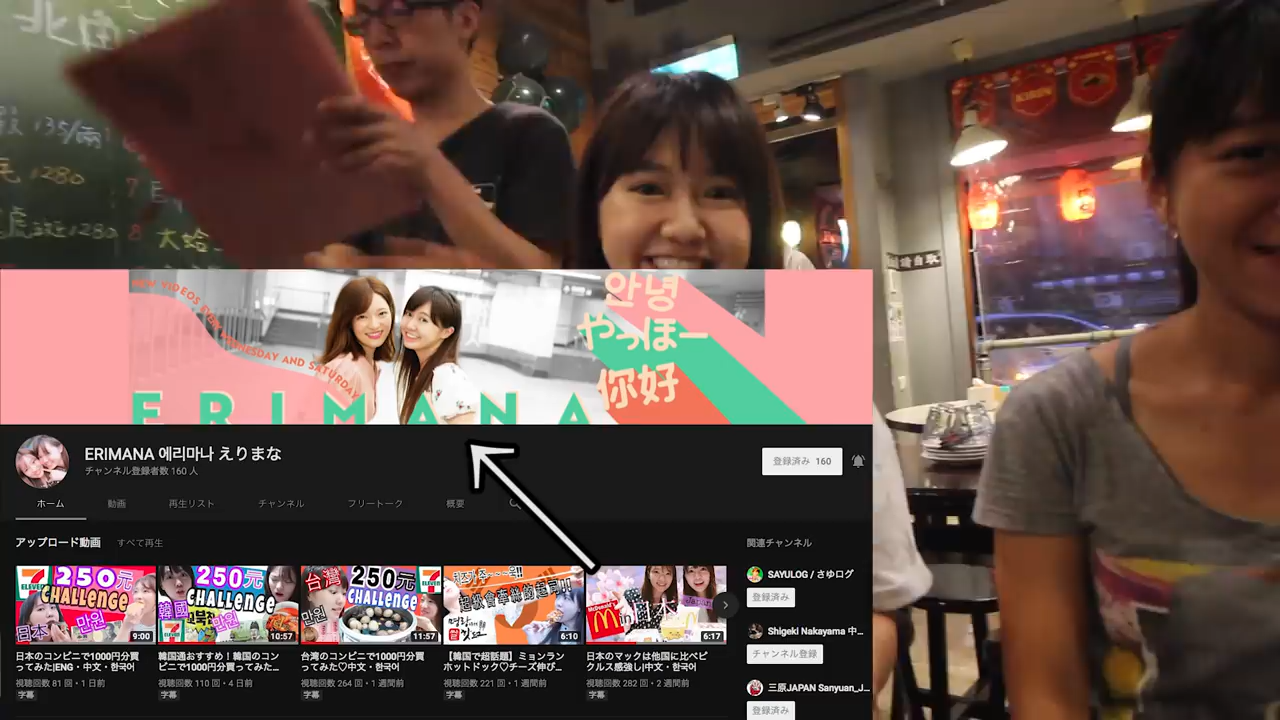 135/兩
1280
7
1280
8 大蛤
KIRIN
請自取
NEW VIDEOS EVERY WEDNESDAY AND SATURDAY
안녕
やっほー
你好
ERIMANA
ERIMANA 에리마나 えりまな
チャンネル登録者数 160 人
登録済み 160
ホーム 動画 再生リスト チャンネル フリートーク 概要
アップロード動画 すべて再生
関連チャンネル
7 ELEVEN 250元 CHALLENGE 日本 만원 9:00
250元 CHALLENGE 韓國 만원 7 ELEVEN 10:57
台灣 250元 CHALLENGE 만원 7 ELEVEN 11:57
6:10
McDonald's in 日本 Japan 6:17
日本のコンビニで1000円分買
ってみた|ENG・中文・한국어
視聴回数 81 回・1 日前
字幕
韓国通おすすめ！韓国のコン
ビニで1000円分買ってみた...
視聴回数 110 回・4 日前
字幕
台湾のコンビニで1000円分買
ってみた♡中文・한국어
視聴回数 264 回・1 週間前
字幕
【韓国で超話題】ミョンラン
ホットドック♡チーズ伸び...
視聴回数 221 回・1 週間前
字幕
日本のマックは他国に比べピ
クルス感強し|中文・한국어
視聴回数 282 回・2 週間前
字幕
SAYULOG / さゆログ
登録済み
Shigeki Nakayama 中...
チャンネル登録
三原JAPAN Sanyuan_J...
登録済み